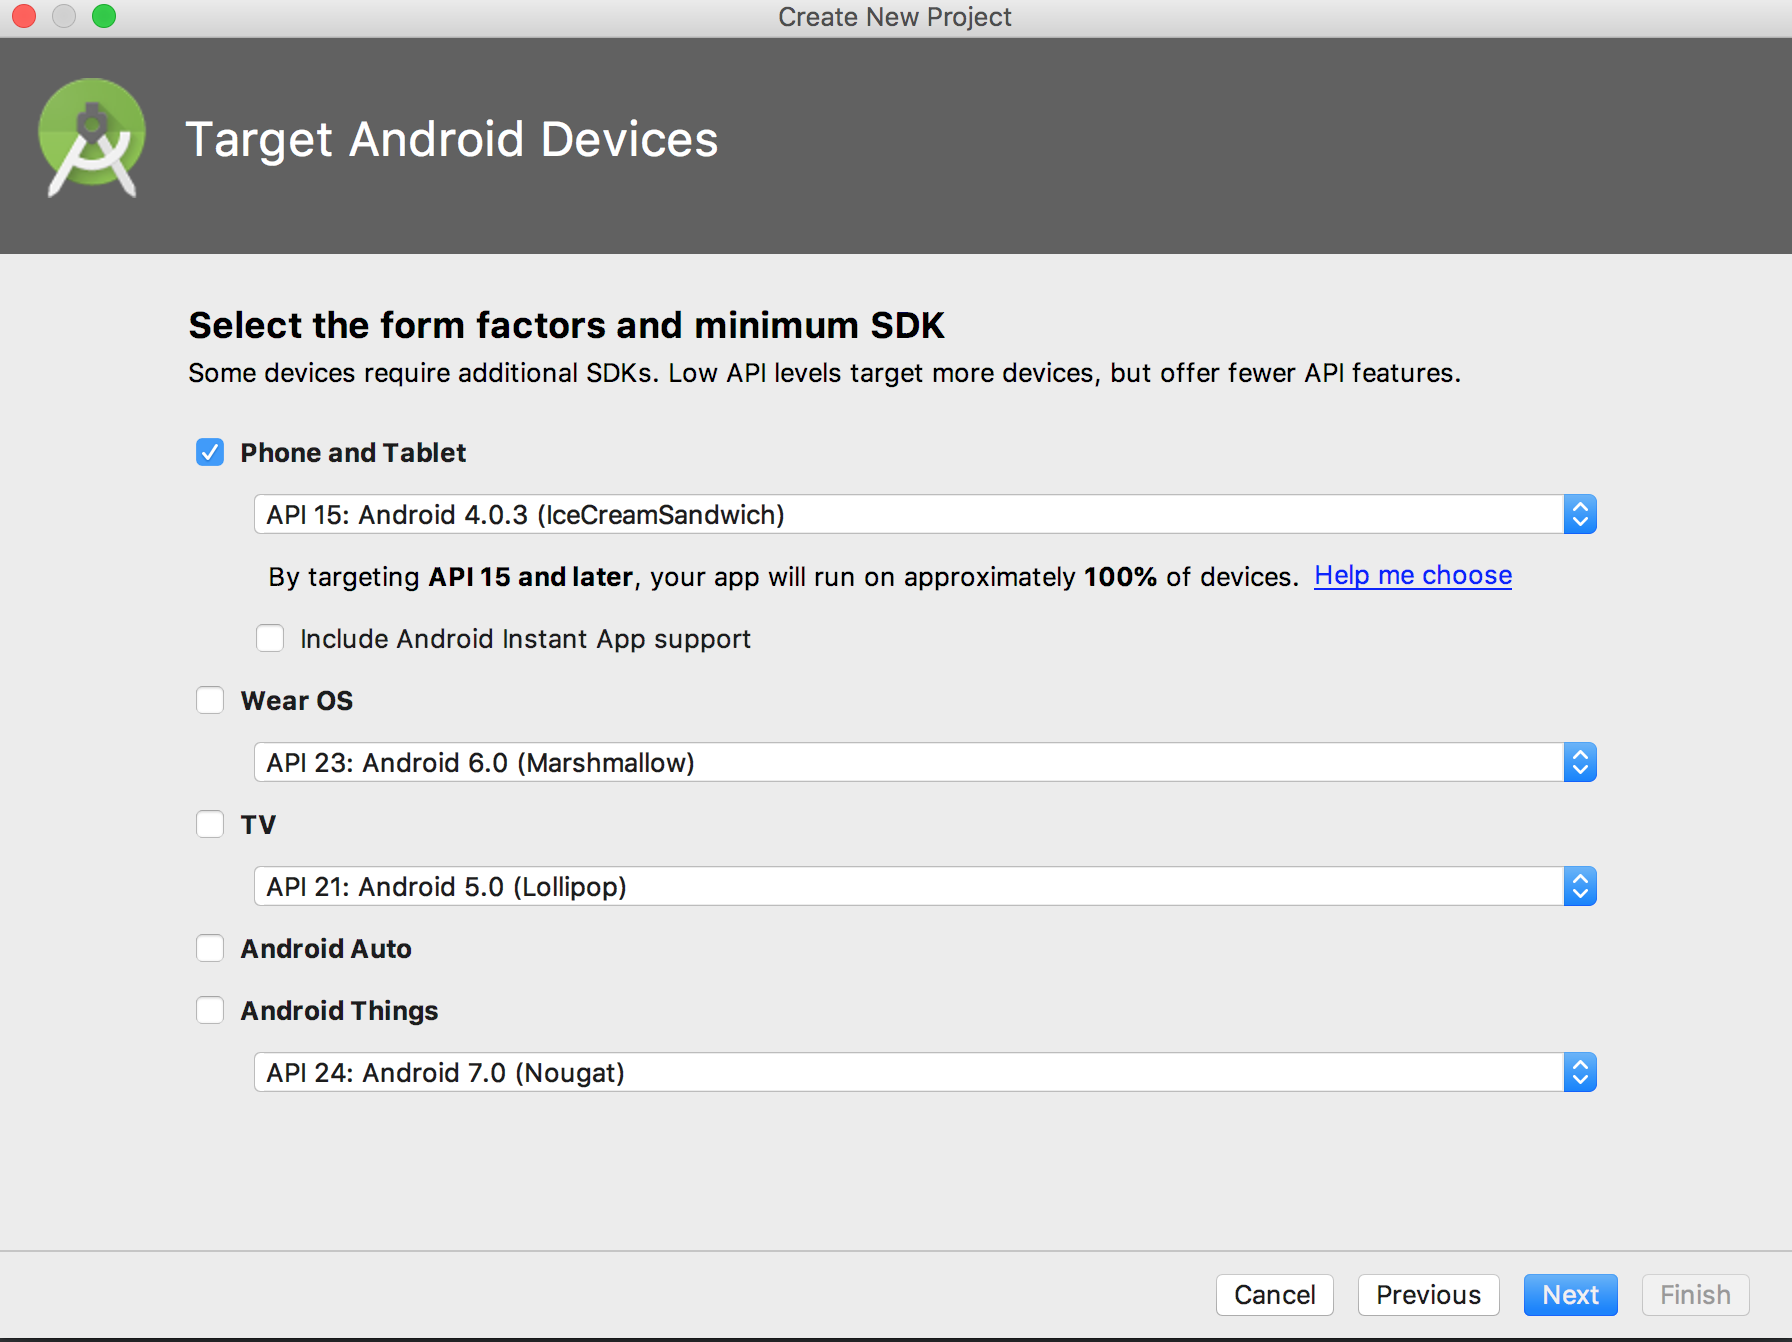 Create New Project
Target Android Devices
Select the form factors and minimum SDK
Some devices require additional SDKs. Low API levels target more devices, but offer fewer API features.
Phone and Tablet
API 15: Android 4.0.3 (IceCreamSandwich)
By targeting API 15 and later, your app will run on approximately 100% of devices. Help me choose
Include Android Instant App support
Wear OS
API 23: Android 6.0 (Marshmallow)
TV
API 21: Android 5.0 (Lollipop)
Android Auto
Android Things
API 24: Android 7.0 (Nougat)
Cancel Previous Next Finish